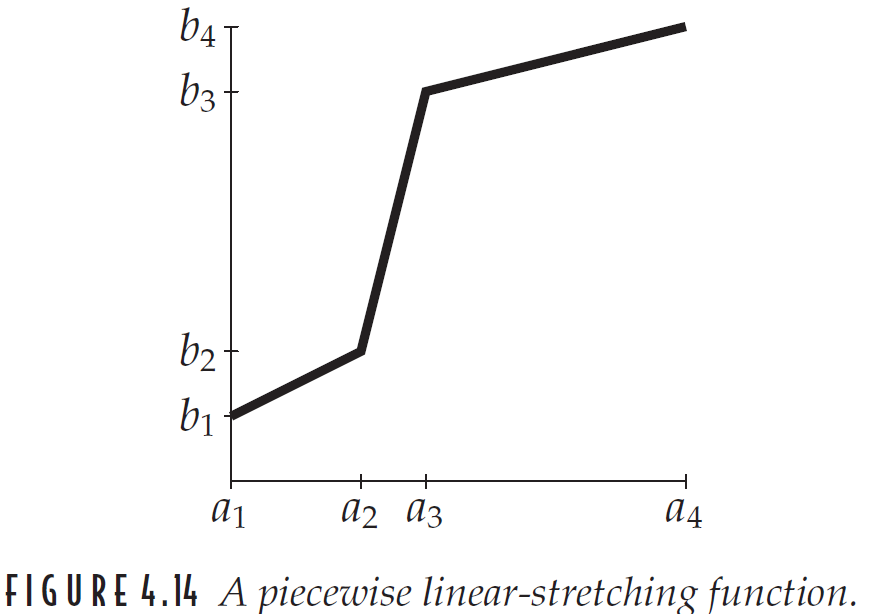 b₄
b₃
b₂
b₁
a₁ a₂ a₃ a₄
FIGURE 4.14 A piecewise linear-stretching function.